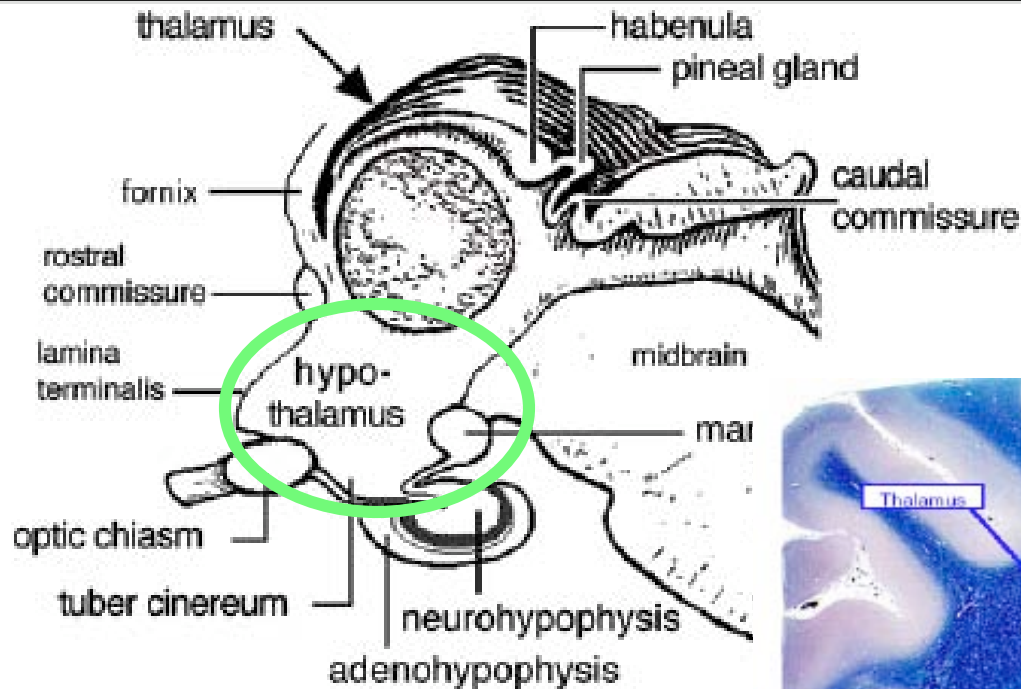 thalamus
habenula
pineal gland
fornix
caudal
commissure
rostral
commissure
lamina
terminalis
hypo-
thalamus
midbrain
mar
Thalamus
optic chiasm
tuber cinereum
neurohypophysis
adenohypophysis